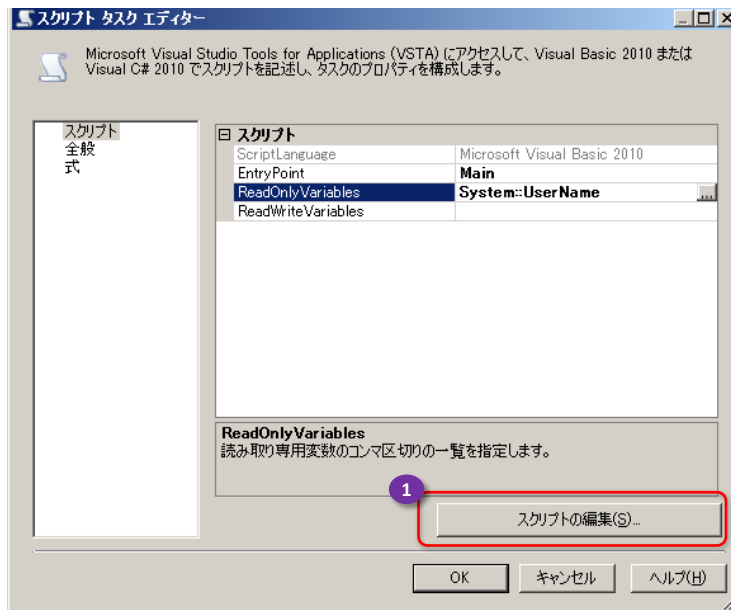 スクリプト タスク エディター
Microsoft Visual Studio Tools for Applications (VSTA) にアクセスして、Visual Basic 2010 または
Visual C# 2010 でスクリプトを記述し、タスクのプロパティを構成します。
スクリプト
全般
式
スクリプト
ScriptLanguage Microsoft Visual Basic 2010
EntryPoint Main
ReadOnlyVariables System::UserName ...
ReadWriteVariables
ReadOnlyVariables
読み取り専用変数のコンマ区切りの一覧を指定します。
1
スクリプトの編集(S)...
OK キャンセル ヘルプ(H)